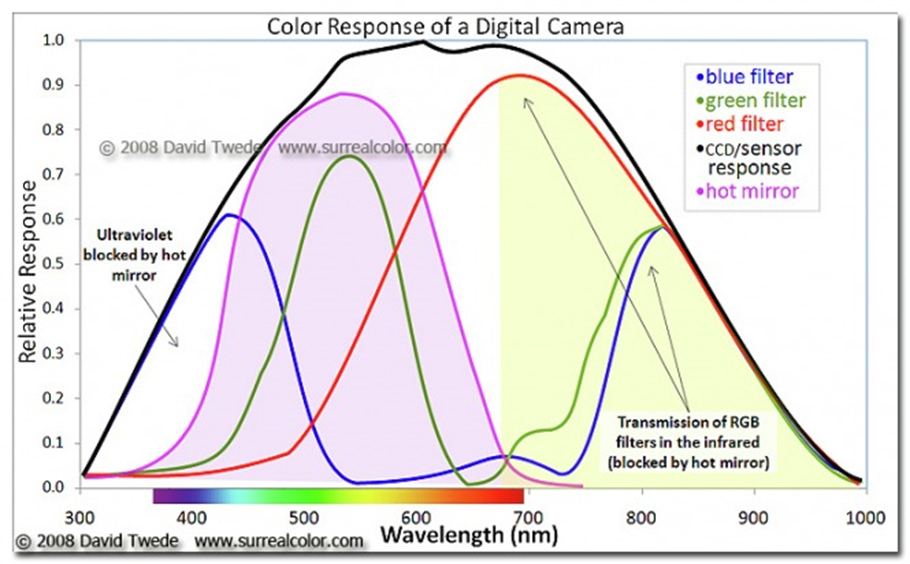 Color Response of a Digital Camera
1.0
0.9
0.8
0.7
0.6
0.5
0.4
0.3
0.2
0.1
0.0
Relative Response
© 2008 David Twede www.surrealcolor.com
•blue filter
•green filter
•red filter
•CCD/sensor
response
•hot mirror
Ultraviolet
blocked by hot
mirror
Transmission of RGB
filters in the infrared
(blocked by hot mirror)
300 400 500 600 700 800 900 1000
Wavelength (nm)
© 2008 David Twede www.surrealcolor.com